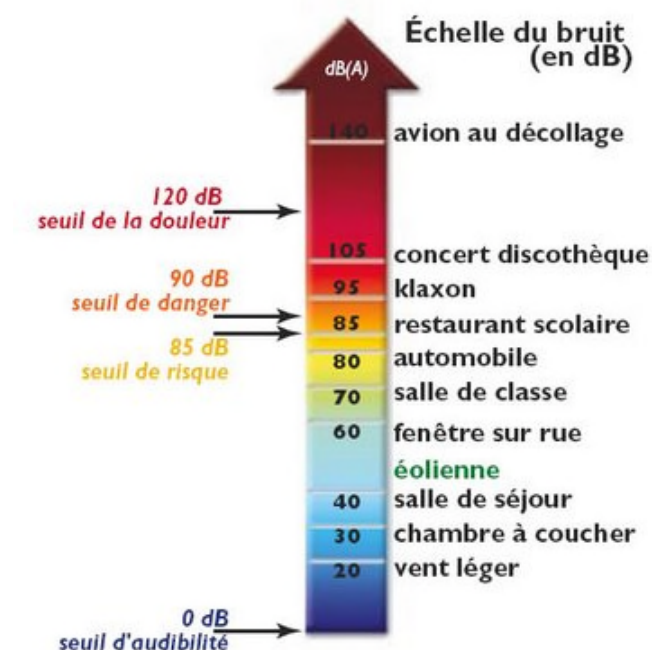 Échelle du bruit
(en dB)
dB(A)
140 avion au décollage
120 dB
seuil de la douleur
105 concert discothèque
90 dB
seuil de danger
95 klaxon
85 restaurant scolaire
85 dB
seuil de risque
80 automobile
70 salle de classe
60 fenêtre sur rue
éolienne
40 salle de séjour
30 chambre à coucher
20 vent léger
0 dB
seuil d'audibilité